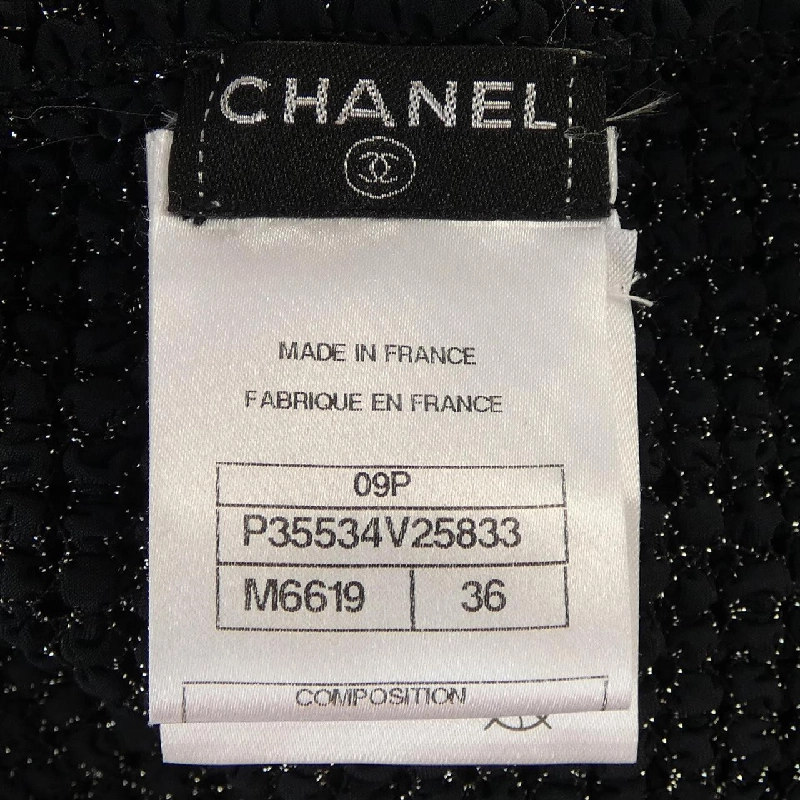 CHANEL
MADE IN FRANCE
FABRIQUE EN FRANCE
09P
P35534V25833
M6619 36
COMPOSITION